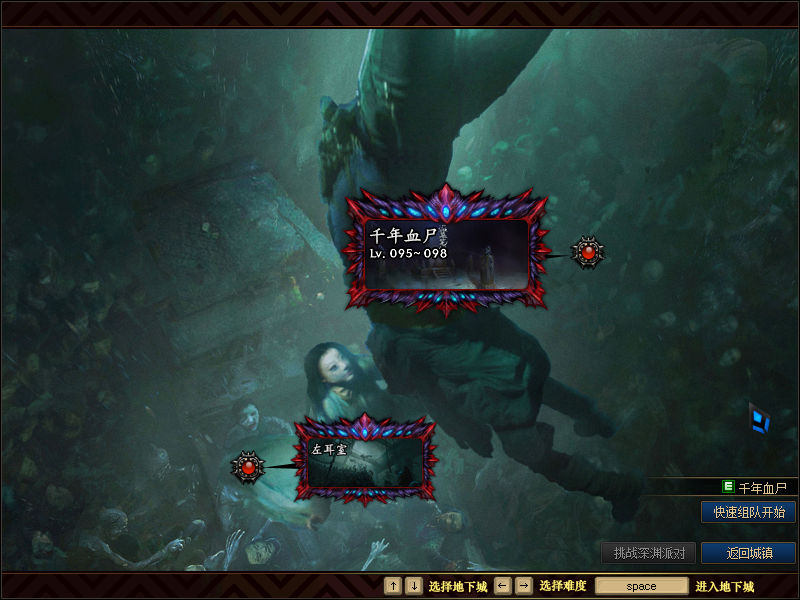 千年血尸
Lv. 095~098
左耳室
E 千年血尸
快速组队开始
挑战深渊派对
返回城镇
↑ ↓ 选择地下城 ← → 选择难度 space 进入地下城